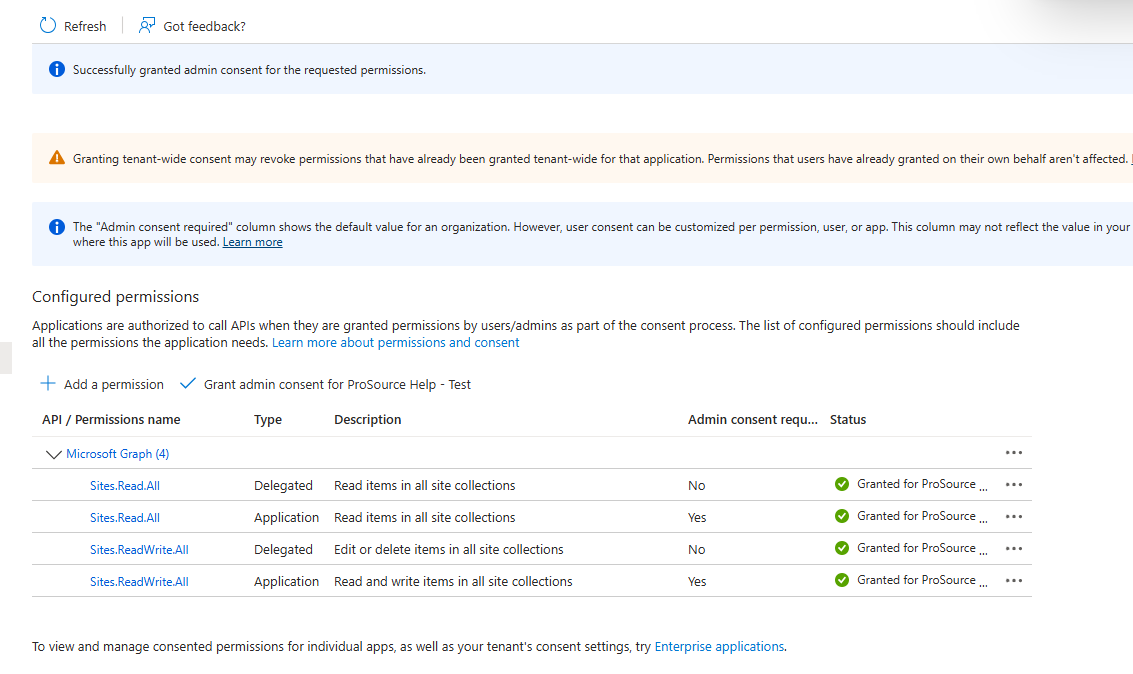 Refresh Got feedback?
Successfully granted admin consent for the requested permissions.
Granting tenant-wide consent may revoke permissions that have already been granted tenant-wide for that application. Permissions that users have already granted on their own behalf aren't affected.
The "Admin consent required" column shows the default value for an organization. However, user consent can be customized per permission, user, or app. This column may not reflect the value in your
where this app will be used. Learn more
Configured permissions
Applications are authorized to call APIs when they are granted permissions by users/admins as part of the consent process. The list of configured permissions should include
all the permissions the application needs. Learn more about permissions and consent
Add a permission Grant admin consent for ProSource Help - Test
API / Permissions name Type Description Admin consent requ... Status
Microsoft Graph (4)
Sites.Read.All Delegated Read items in all site collections No Granted for ProSource ...
Sites.Read.All Application Read items in all site collections Yes Granted for ProSource ...
Sites.ReadWrite.All Delegated Edit or delete items in all site collections No Granted for ProSource ...
Sites.ReadWrite.All Application Read and write items in all site collections Yes Granted for ProSource ...
To view and manage consented permissions for individual apps, as well as your tenant's consent settings, try Enterprise applications.